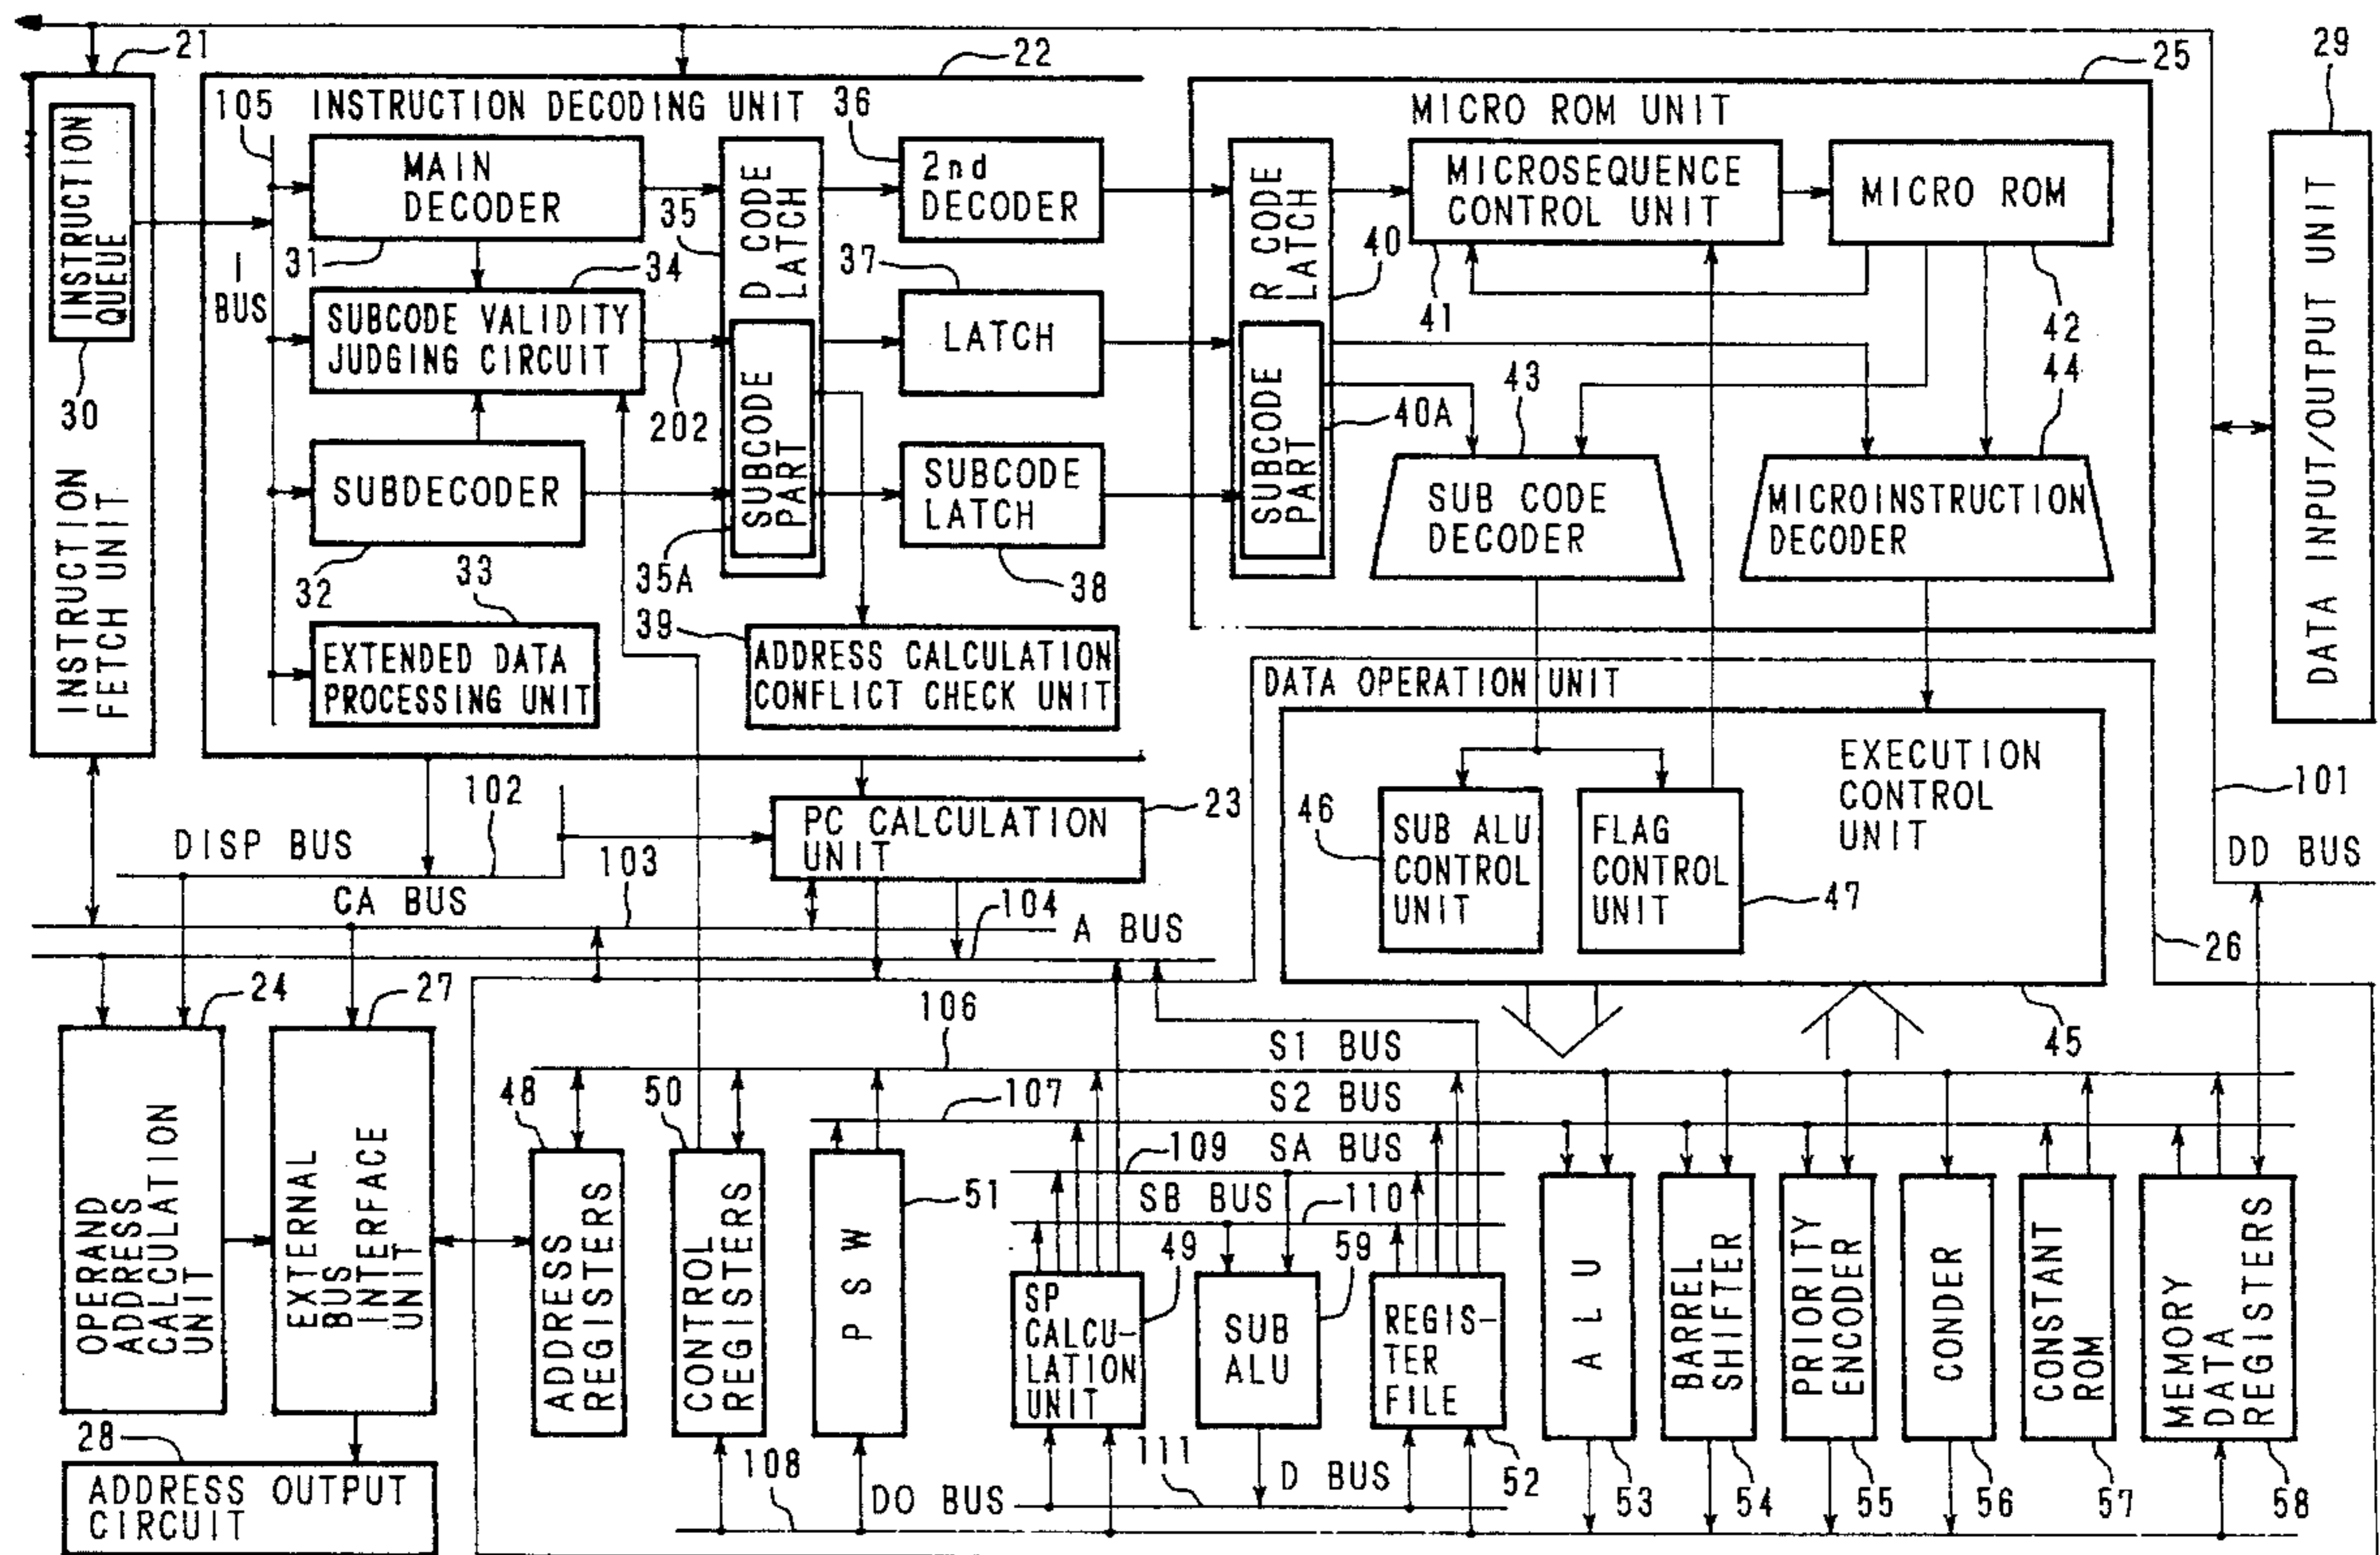 21
22
25
29
105
INSTRUCTION DECODING UNIT
36
MICRO ROM UNIT
INSTRUCTION
QUEUE
MAIN
DECODER
35
D CODE
LATCH
2nd
DECODER
R CODE
LATCH
MICROSEQUENCE
CONTROL UNIT
MICRO ROM
40
I
BUS
31
34
37
41
42
SUBCODE VALIDITY
JUDGING CIRCUIT
LATCH
30
202
SUBCODE
PART
SUBCODE
PART
43
44
40A
SUBDECODER
SUBCODE
LATCH
SUB CODE
DECODER
MICROINSTRUCTION
DECODER
INSTRUCTION
FETCH UNIT
DATA INPUT/OUTPUT UNIT
32
33
35A
38
39
EXTENDED DATA
PROCESSING UNIT
ADDRESS CALCULATION
CONFLICT CHECK UNIT
DATA OPERATION UNIT
EXECUTION
CONTROL
UNIT
102
23
46
101
DISP BUS
PC CALCULATION
UNIT
SUB ALU
CONTROL
UNIT
FLAG
CONTROL
UNIT
DD BUS
CA BUS
103
104
47
A BUS
26
24
27
106
45
S1 BUS
48
50
107
S2 BUS
109
SA BUS
51
SB BUS
110
49
59
OPERAND
ADDRESS
CALCULATION
UNIT
EXTERNAL
BUS
INTERFACE
UNIT
ADDRESS
REGISTERS
CONTROL
REGISTERS
PSW
SP
CALCU-
LATION
UNIT
SUB
ALU
REGIS-
TER
FILE
ALU
BARREL
SHIFTER
PRIORITY
ENCODER
CONDER
CONSTANT
ROM
MEMORY
DATA
REGISTERS
28
108
111
D BUS
52
53
54
55
56
57
58
DO BUS
ADDRESS OUTPUT
CIRCUIT